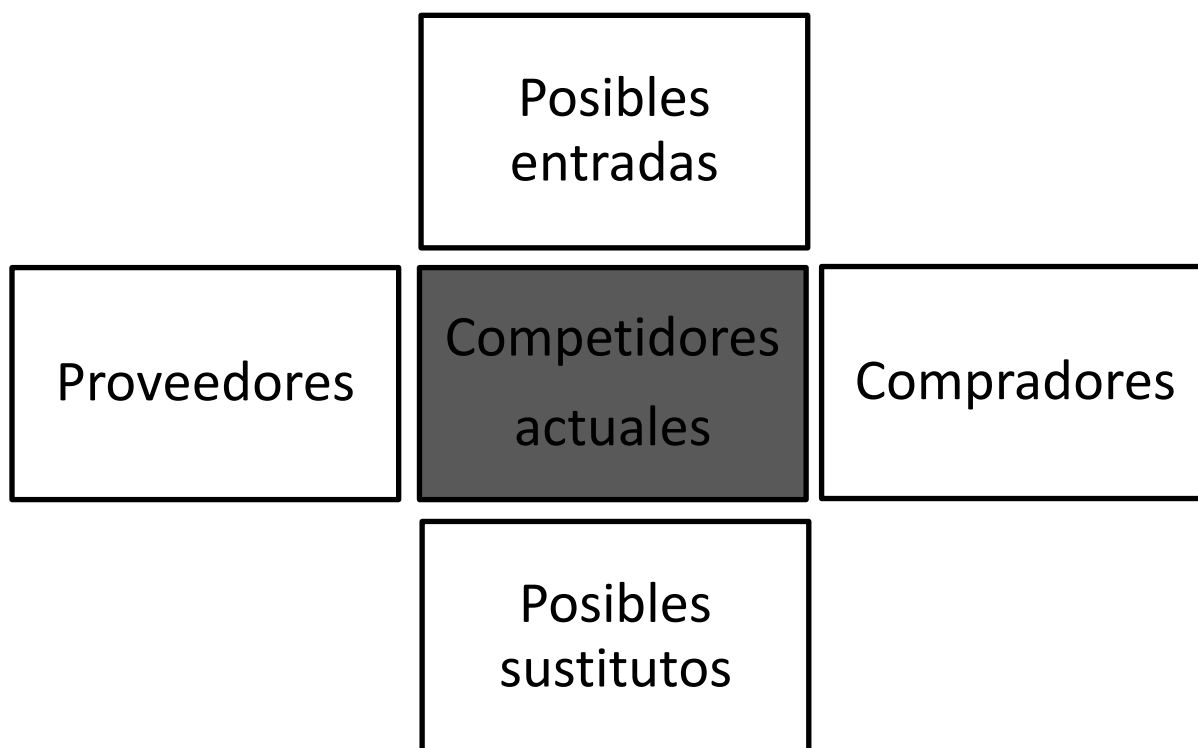 Posibles
entradas
Proveedores
Competidores
actuales
Compradores
Posibles
sustitutos